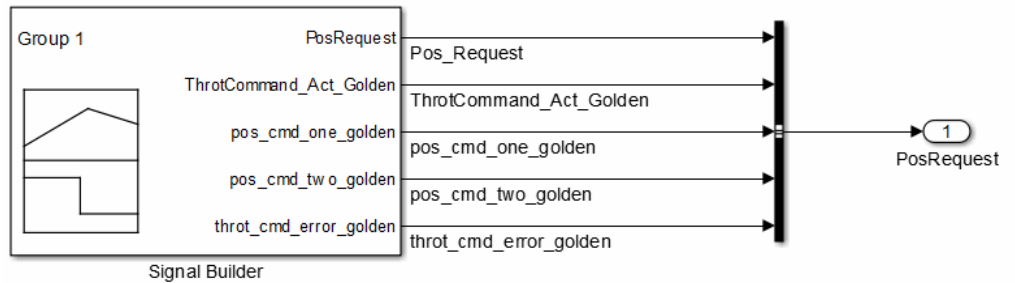 Group 1
PosRequest
Pos_Request
ThrotCommand_Act_Golden
ThrotCommand_Act_Golden
pos_cmd_one_golden
pos_cmd_one_golden
pos_cmd_two_golden
pos_cmd_two_golden
throt_cmd_error_golden
throt_cmd_error_golden
Signal Builder
1
PosRequest